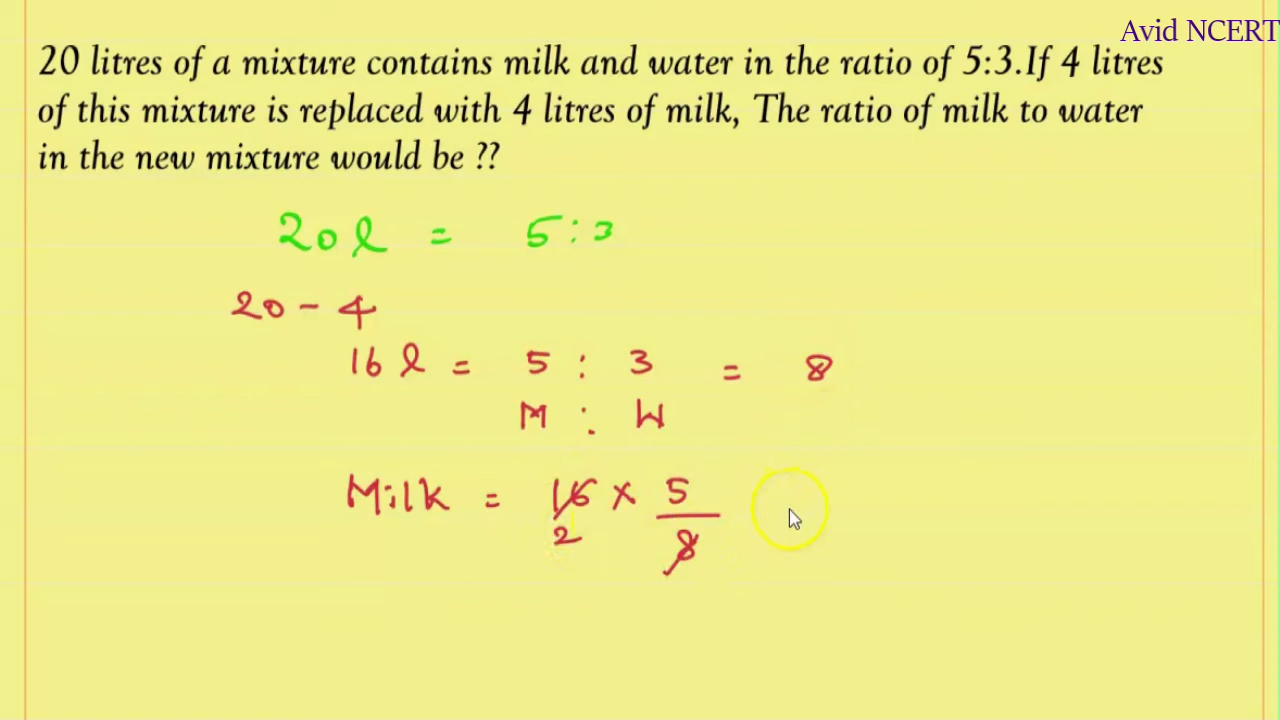 Avid NCERT
20 litres of a mixture contains milk and water in the ratio of 5:3.If 4 litres
of this mixture is replaced with 4 litres of milk, The ratio of milk to water
in the new mixture would be ??
20 l = 5:3
20 - 4
16 l = 5 : 3 = 8
M : W
Milk = 16 x 5
2 8